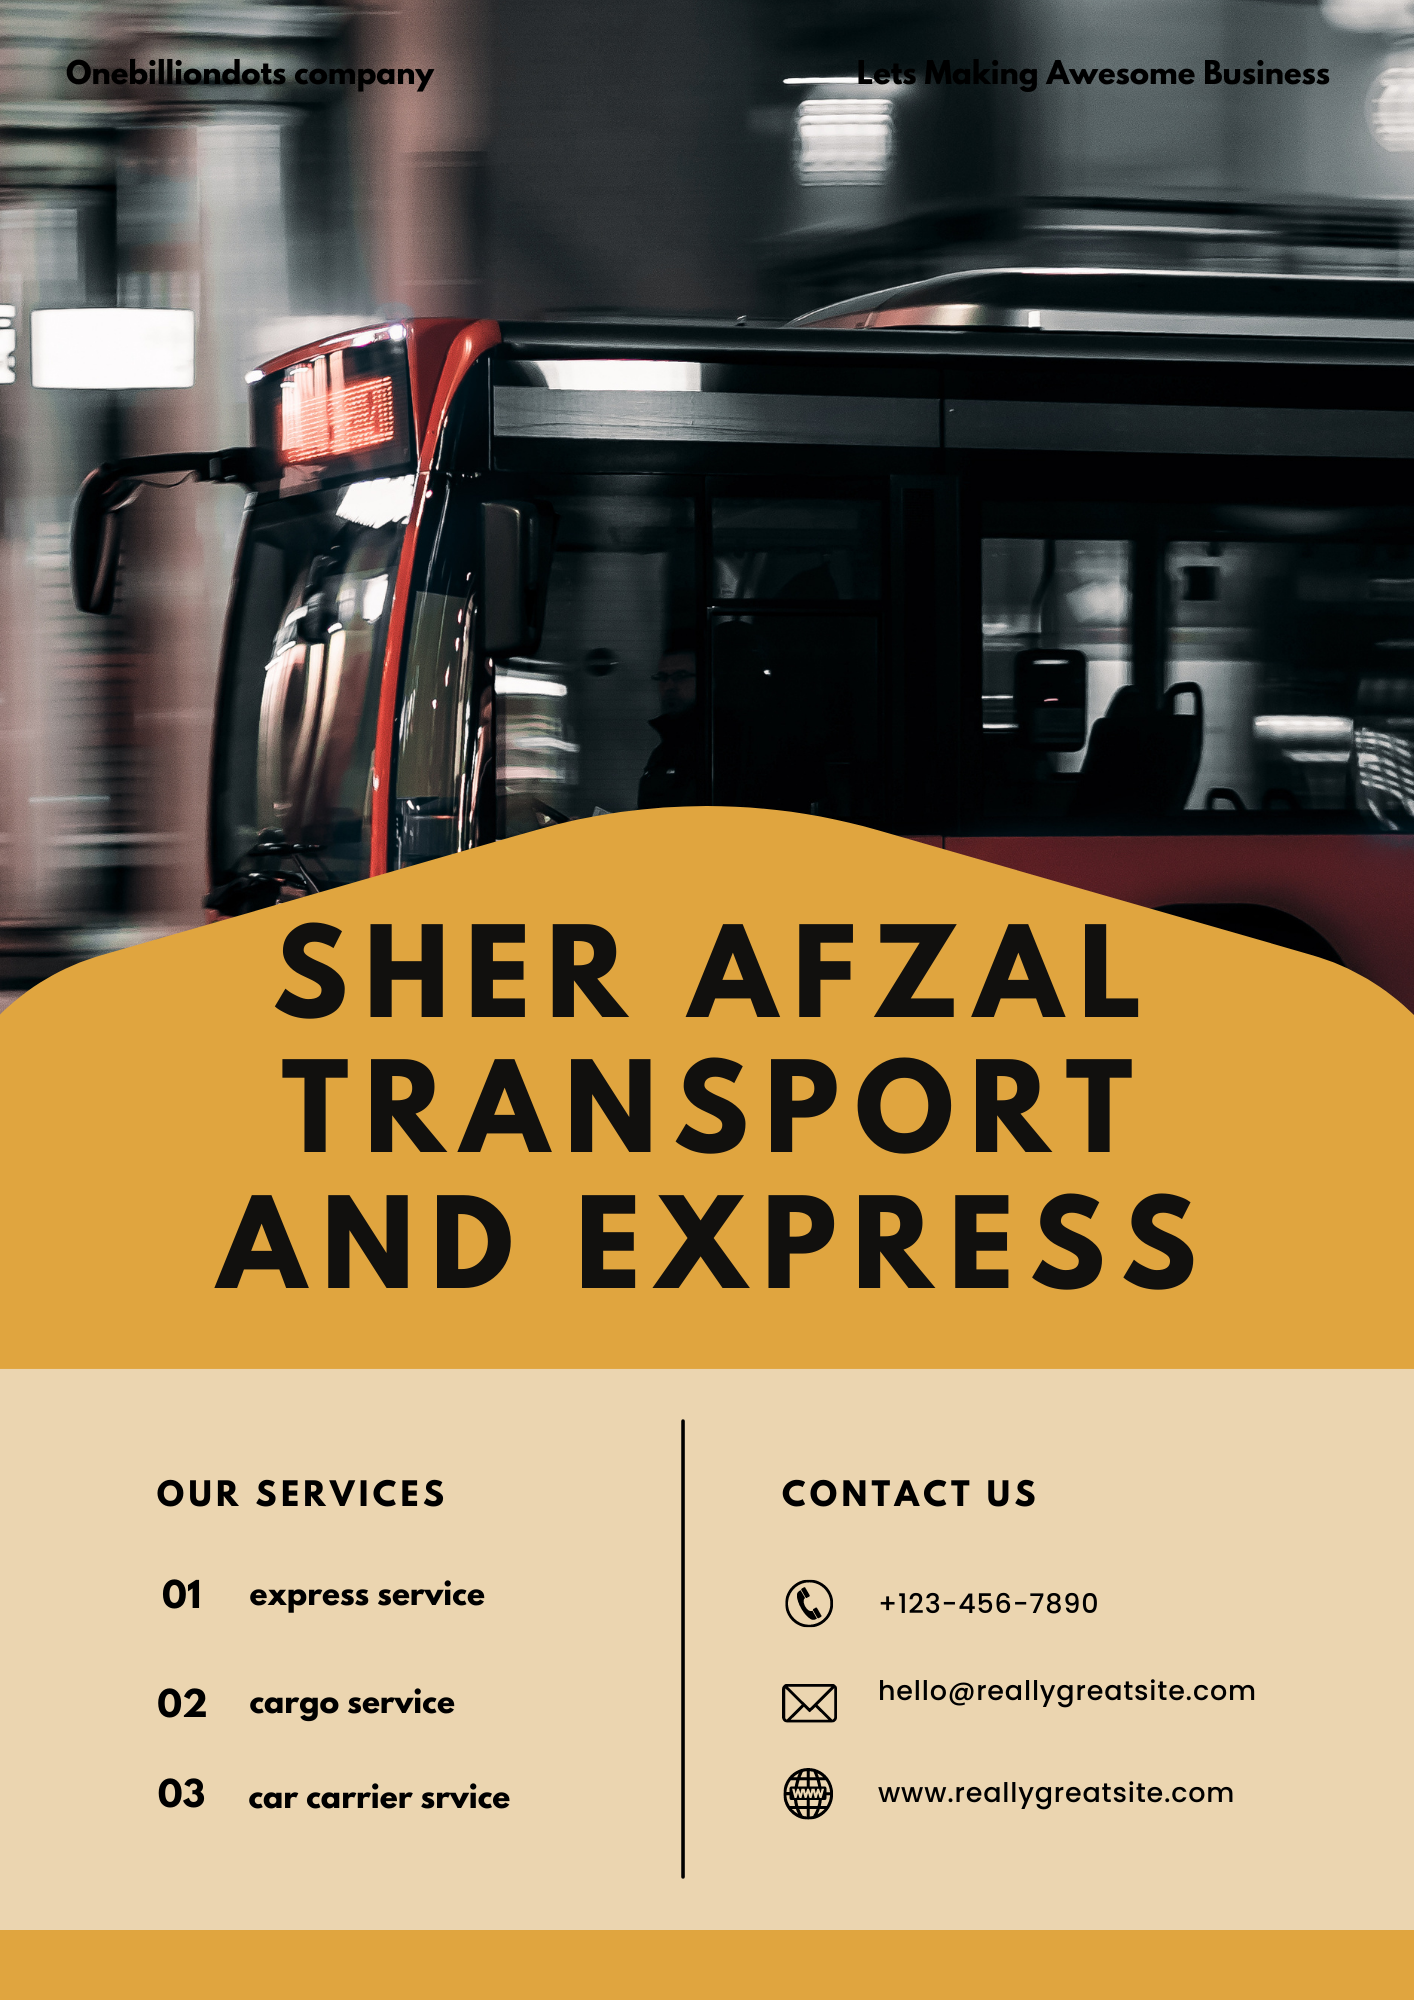 Onebilliondots company
Lets Making Awesome Business
SHER AFZAL
TRANSPORT
AND EXPRESS
OUR SERVICES
01 express service
02 cargo service
03 car carrier srvice
CONTACT US
+123-456-7890
hello@reallygreatsite.com
WWW
www.reallygreatsite.com